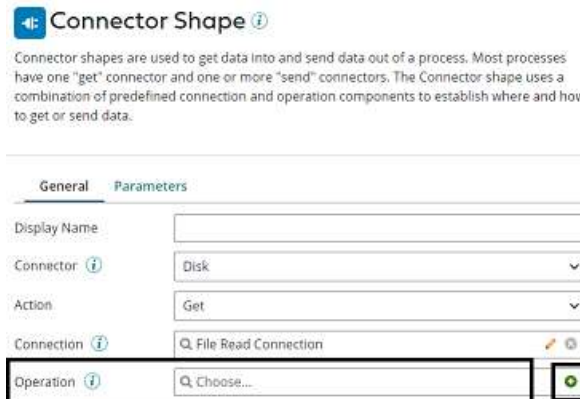 Connector Shape i
Connector shapes are used to get data into and send data out of a process. Most processes
have one "get" connector and one or more "send" connectors. The Connector shape uses a
combination of predefined connection and operation components to establish where and how
to get or send data.
General Parameters
Display Name
Connector i Disk
Action Get
Connection i File Read Connection
Operation i Choose...